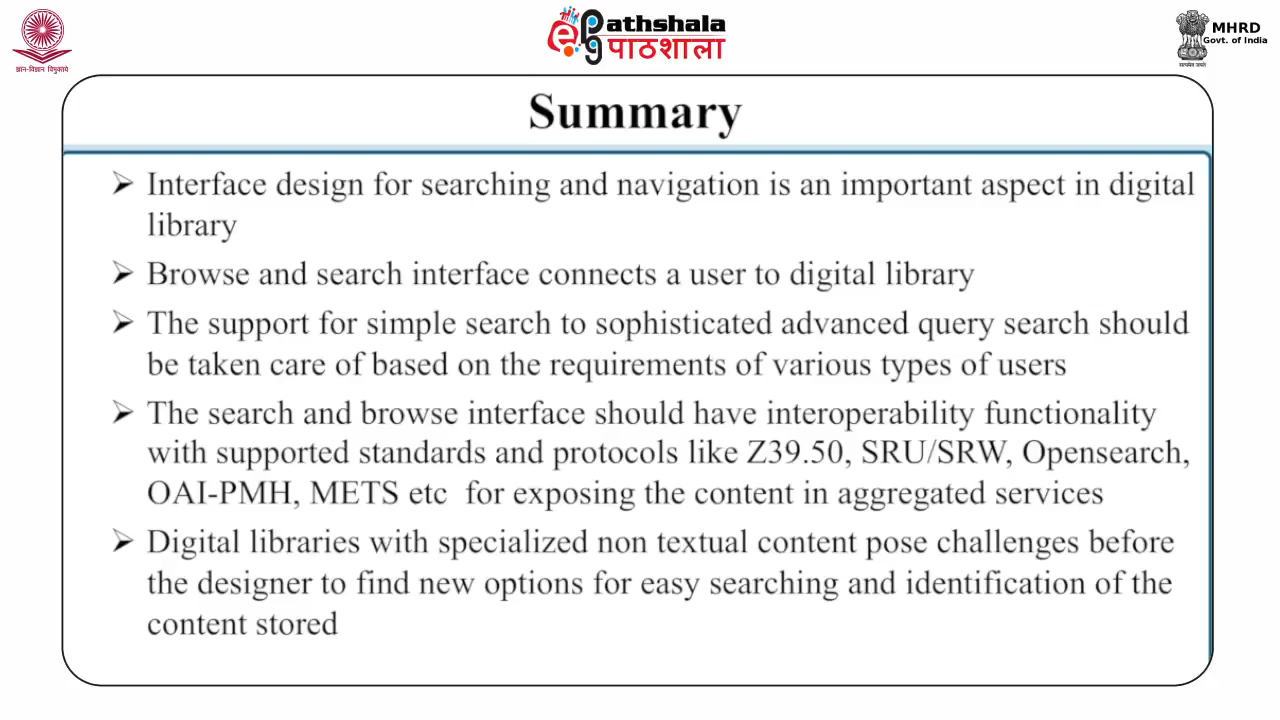 ज्ञान-विज्ञान विमुक्तये
ePG Pathshala
पाठशाला
MHRD
Govt. of India
सत्यमेव जयते
Summary
➢ Interface design for searching and navigation is an important aspect in digital
library
➢ Browse and search interface connects a user to digital library
➢ The support for simple search to sophisticated advanced query search should
be taken care of based on the requirements of various types of users
➢ The search and browse interface should have interoperability functionality
with supported standards and protocols like Z39.50, SRU/SRW, Opensearch,
OAI-PMH, METS etc  for exposing the content in aggregated services
➢ Digital libraries with specialized non textual content pose challenges before
the designer to find new options for easy searching and identification of the
content stored